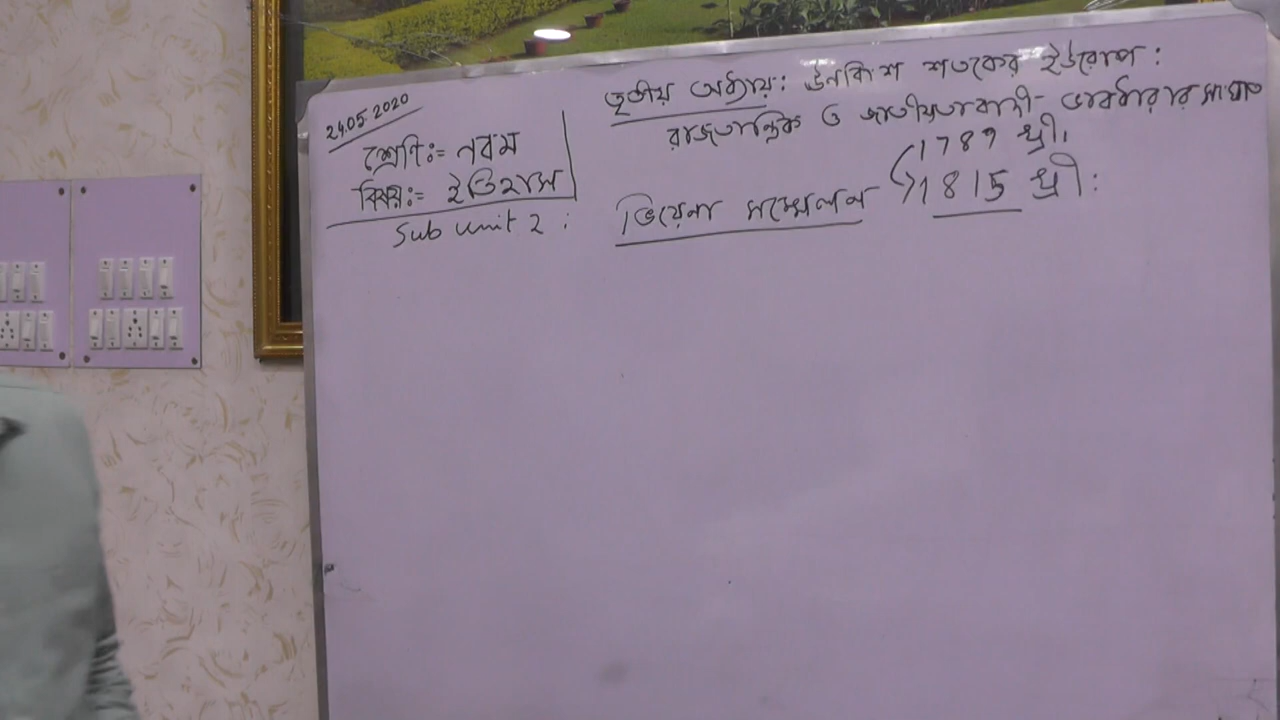 24.05.2020
শ্রেণি:= নবম
বিষয়:= ইতিহাস
Sub Unit 2 :
তৃতীয় অধ্যায়: ঊনবিংশ শতকের ইউরোপ :
রাজতান্ত্রিক ও জাতীয়তাবাদী- ভাবধারার সংঘাত
1789 খ্রী.
ভিয়েনা সম্মেলন 1815 খ্রী: